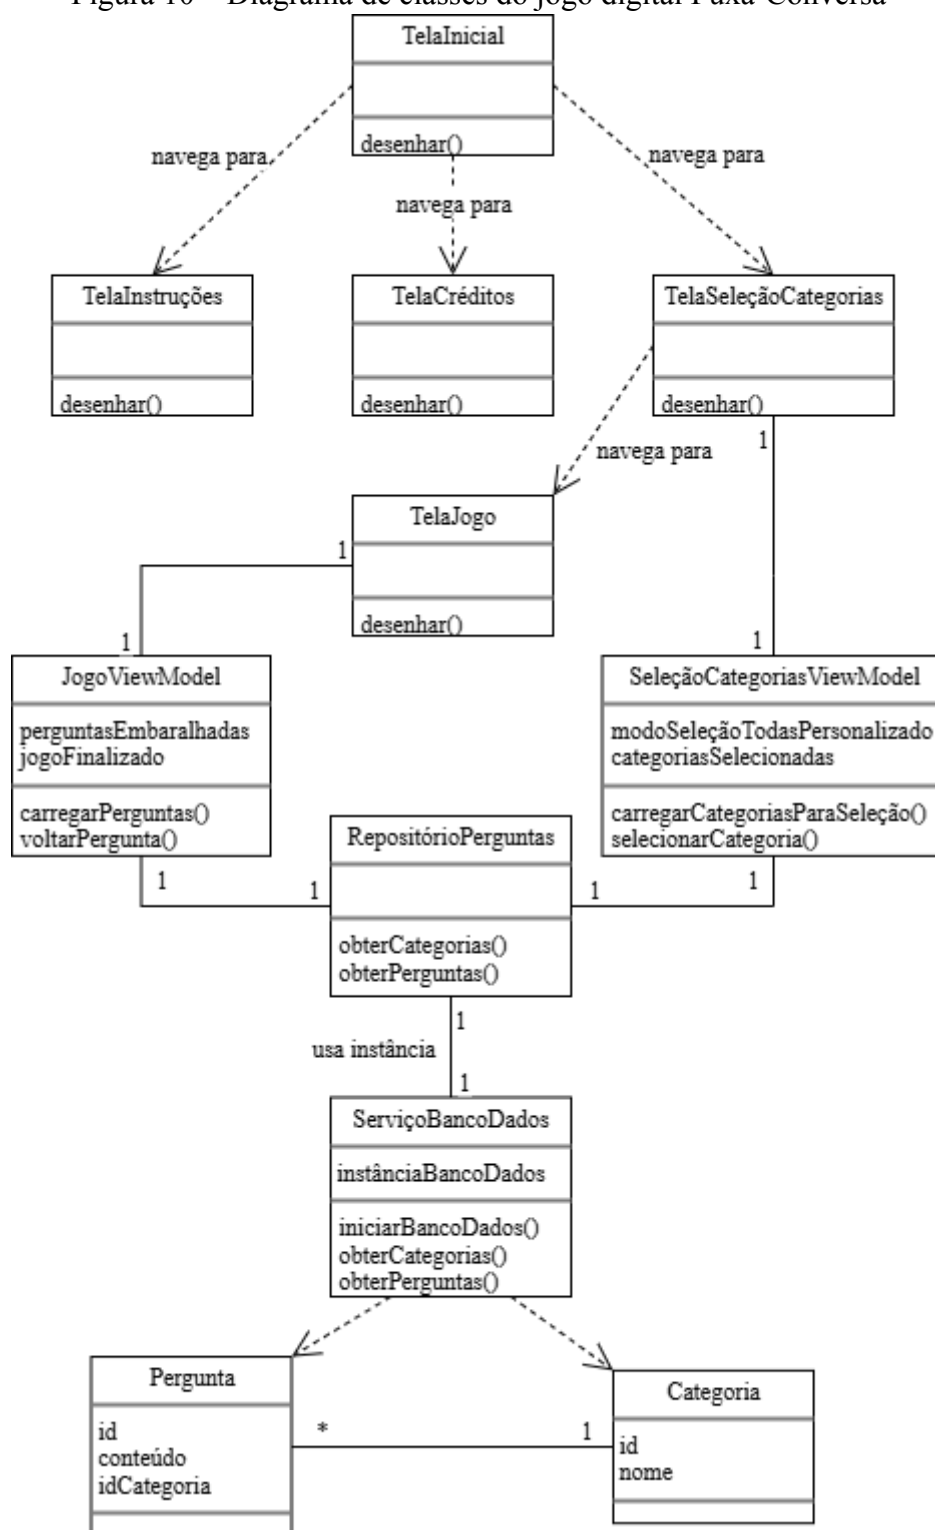 Figura 10 – Diagrama de classes do jogo digital Puxa-Conversa
TelaInicial
desenhar()
navega para
navega para
navega para
TelaInstruções
desenhar()
TelaCréditos
desenhar()
TelaSeleçãoCategorias
desenhar()
1
navega para
TelaJogo
desenhar()
1
1
1
JogoViewModel
perguntasEmbaralhadas
jogoFinalizado
carregarPerguntas()
voltarPergunta()
SeleçãoCategoriasViewModel
modoSeleçãoTodasPersonalizado
categoriasSelecionadas
carregarCategoriasParaSeleção()
selecionarCategoria()
1
1
1
1
RepositórioPerguntas
obterCategorias()
obterPerguntas()
1
usa instância
1
ServiçoBancoDados
instânciaBancoDados
iniciarBancoDados()
obterCategorias()
obterPerguntas()
Pergunta
id
conteúdo
idCategoria
*
1
Categoria
id
nome